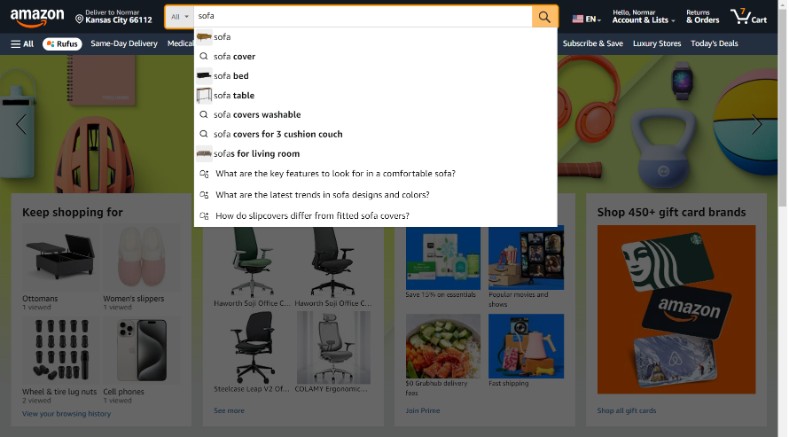 amazon
Deliver to Normar
Kansas City 66112
All
sofa
EN
Hello, Normar
Account & Lists
Returns
& Orders
7
Cart
All
Rufus
Same-Day Delivery
Medical
Subscribe & Save
Luxury Stores
Today's Deals
sofa
sofa cover
sofa bed
sofa table
sofa covers washable
sofa covers for 3 cushion couch
sofas for living room
What are the key features to look for in a comfortable sofa?
What are the latest trends in sofa designs and colors?
How do slipcovers differ from fitted sofa covers?
Keep shopping for
Ottomans
1 viewed
Women's slippers
1 viewed
Wheel & tire lug nuts
2 viewed
Cell phones
1 viewed
View your browsing history
Haworth Soji Office C...
Haworth Soji Office C...
Steelcase Leap V2 Of...
COLAMY Ergonomic...
See more
Save 15% on essentials
Popular movies and
shows
$0 Grubhub delivery
fees
Fast shipping
Join Prime
Shop 450+ gift card brands
amazon
Shop all gift cards